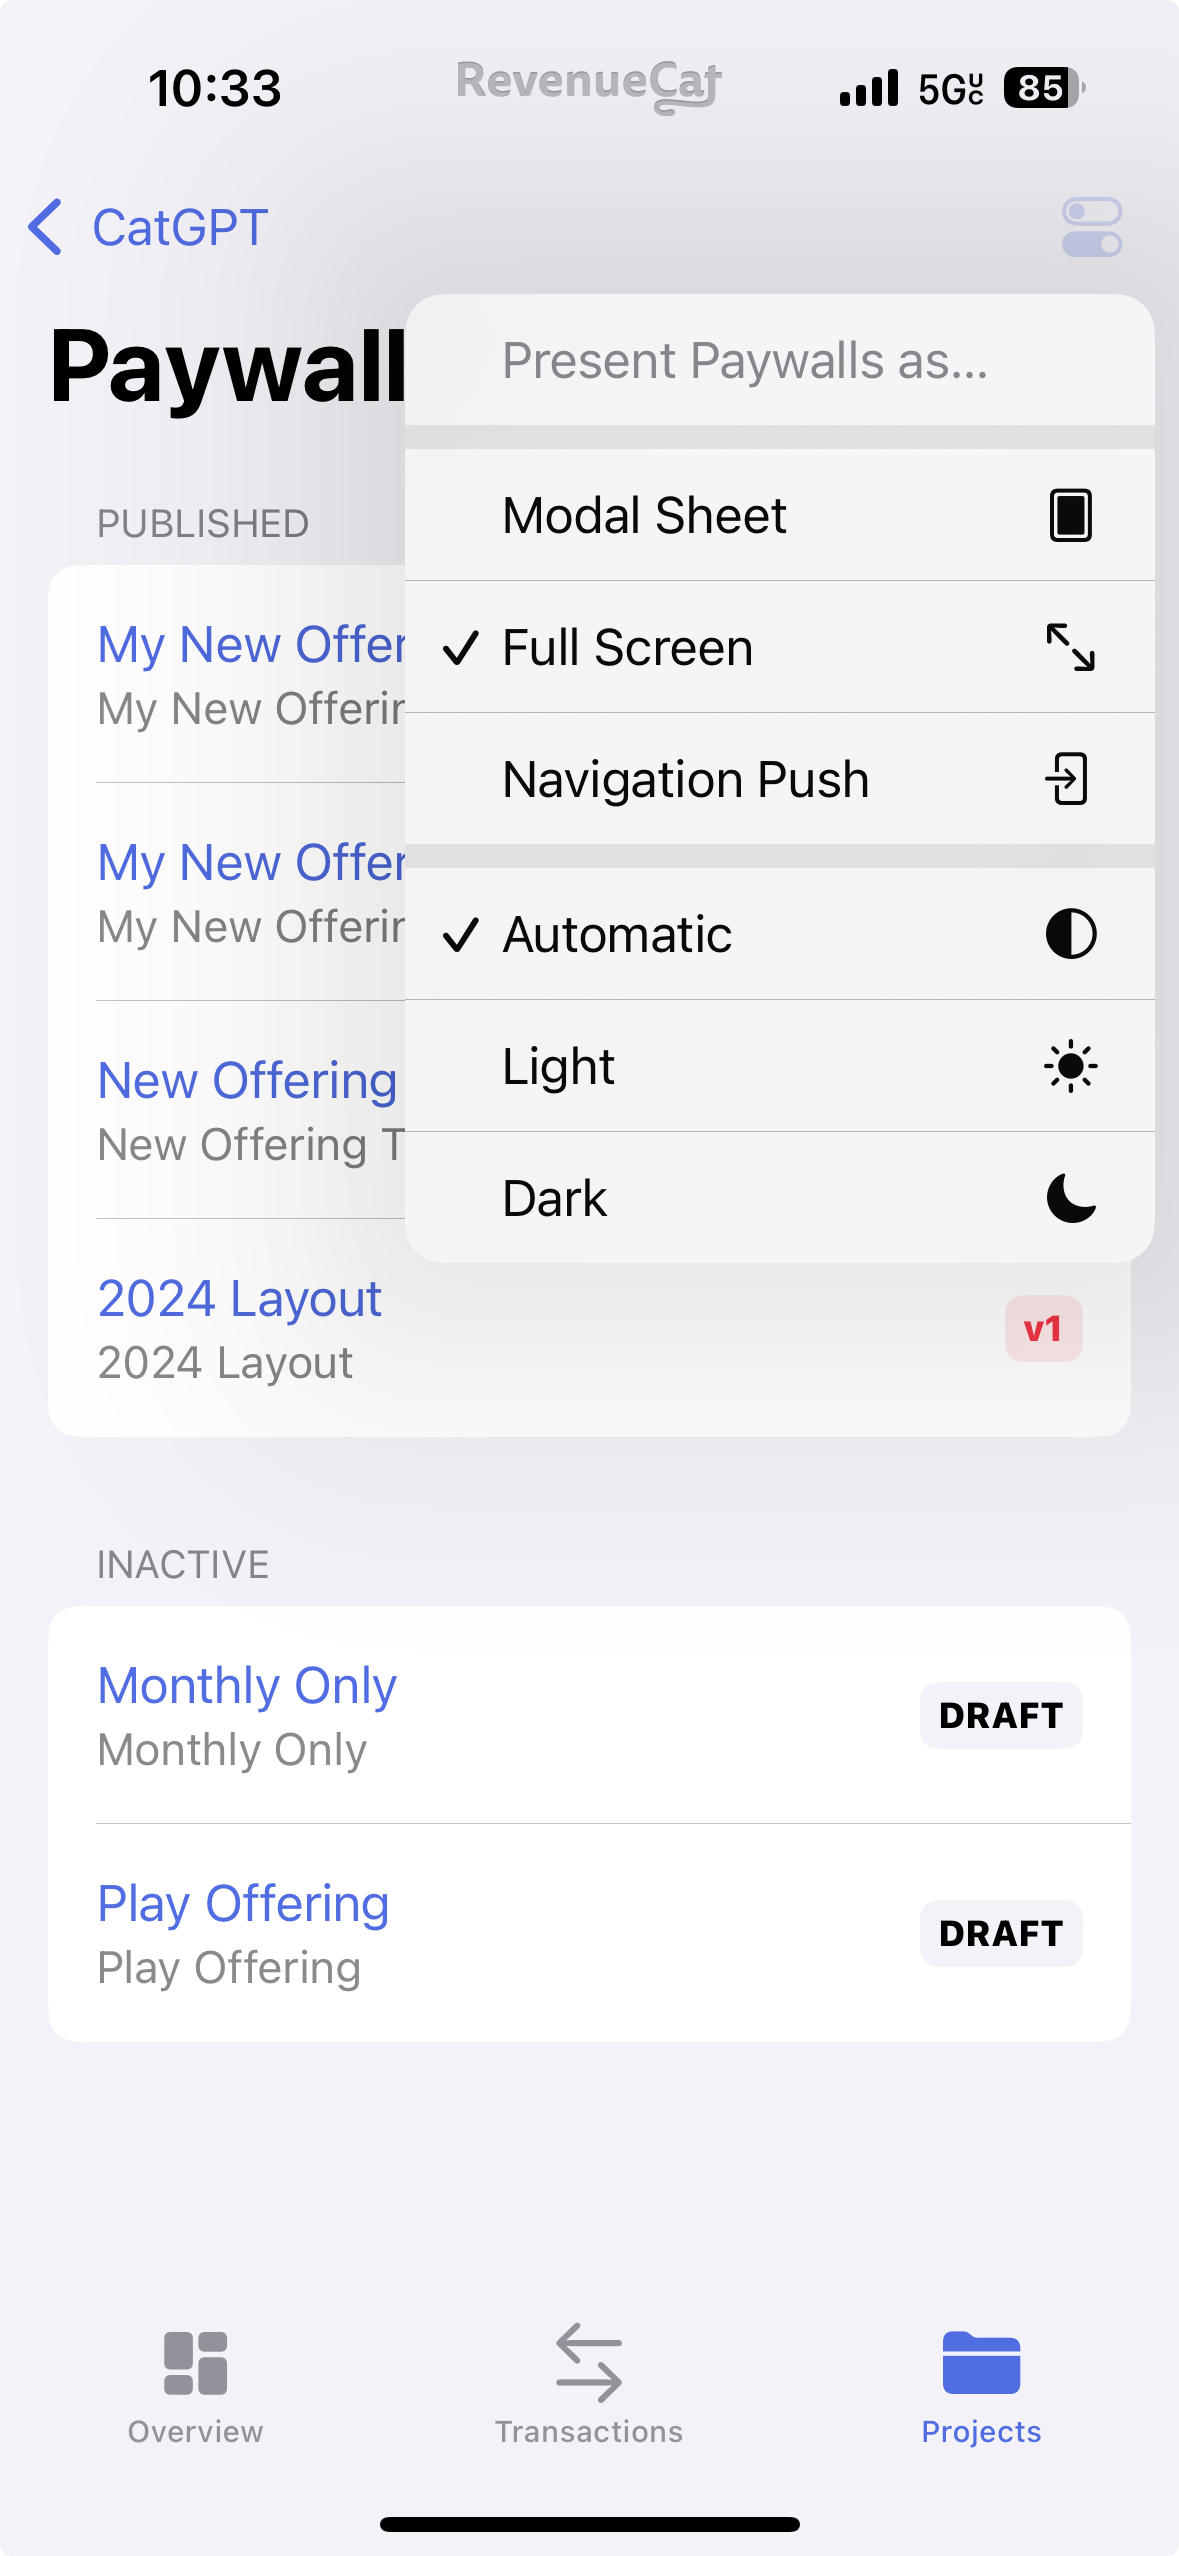 10:33
RevenueCat
5G UC
85
CatGPT
Paywall
Present Paywalls as...
Modal Sheet
Full Screen
Navigation Push
Automatic
Light
Dark
PUBLISHED
My New Offer
My New Offerin
My New Offer
My New Offerin
New Offering
New Offering T
2024 Layout
2024 Layout
v1
INACTIVE
Monthly Only
Monthly Only
DRAFT
Play Offering
Play Offering
DRAFT
Overview
Transactions
Projects